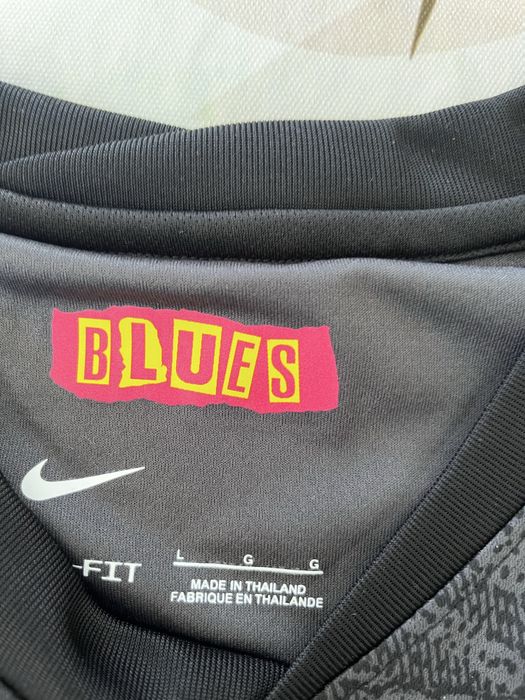 BLUES
-FIT
L G G
MADE IN THAILAND
FABRIQUE EN THAILANDE